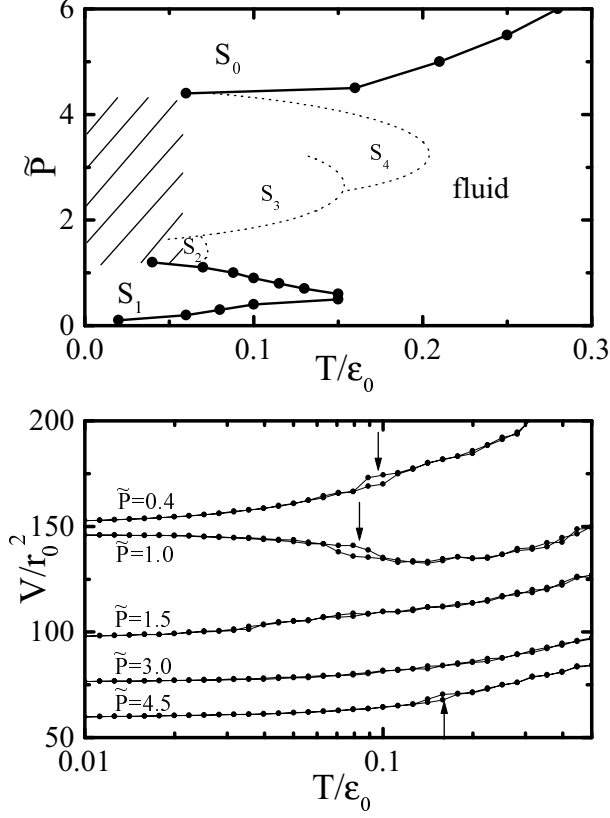 6
S₀
4
P̃
S₄
S₃
fluid
2
S₂
S₁
0
0.0 0.1 0.2 0.3
T/ε₀
200
P̃=0.4
150
P̃=1.0
V/r₀²
P̃=1.5
100
P̃=3.0
P̃=4.5
50
0.01 0.1
T/ε₀